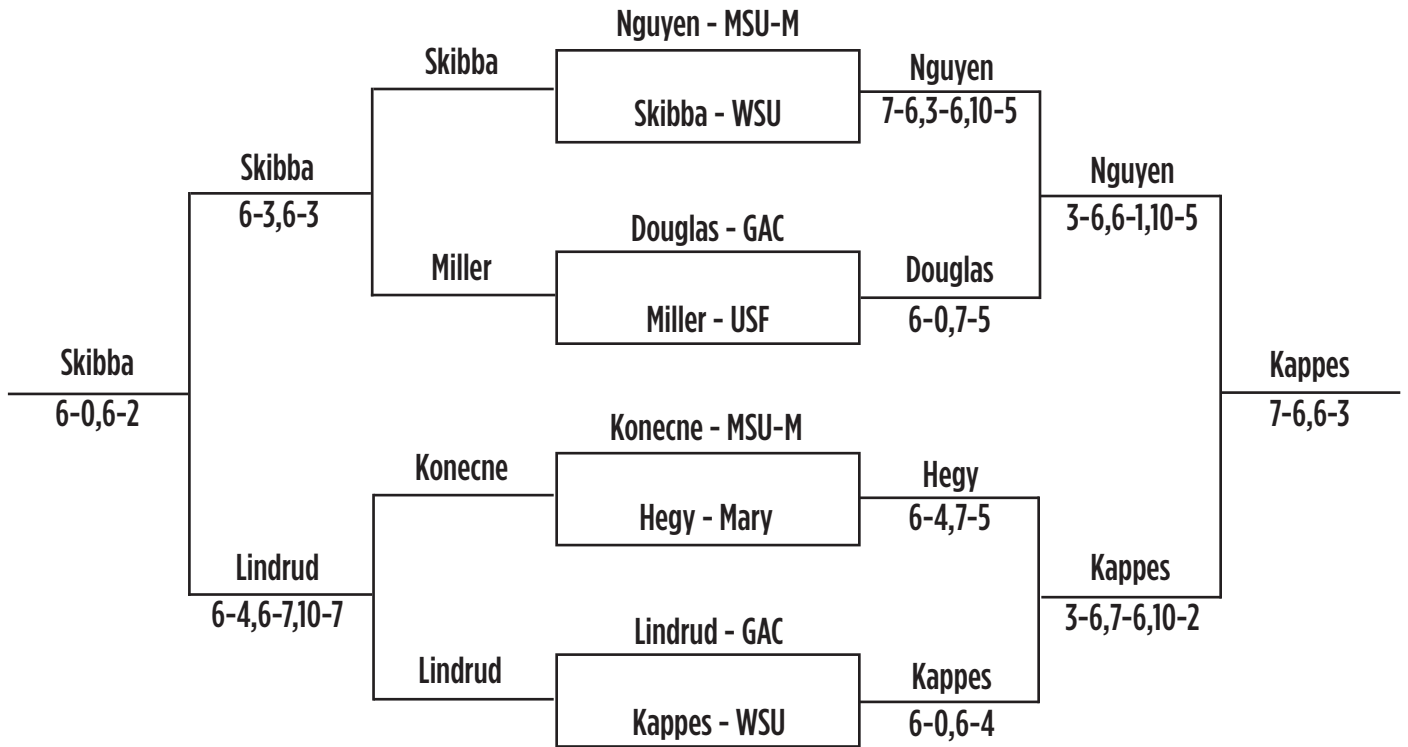 Nguyen - MSU-M
Skibba
Nguyen
Skibba - WSU
7-6,3-6,10-5
Skibba
6-3,6-3
Nguyen
3-6,6-1,10-5
Douglas - GAC
Miller
Douglas
Miller - USF
6-0,7-5
Skibba
6-0,6-2
Kappes
7-6,6-3
Konecne - MSU-M
Konecne
Hegy
Hegy - Mary
6-4,7-5
Lindrud
6-4,6-7,10-7
Kappes
3-6,7-6,10-2
Lindrud - GAC
Lindrud
Kappes
Kappes - WSU
6-0,6-4